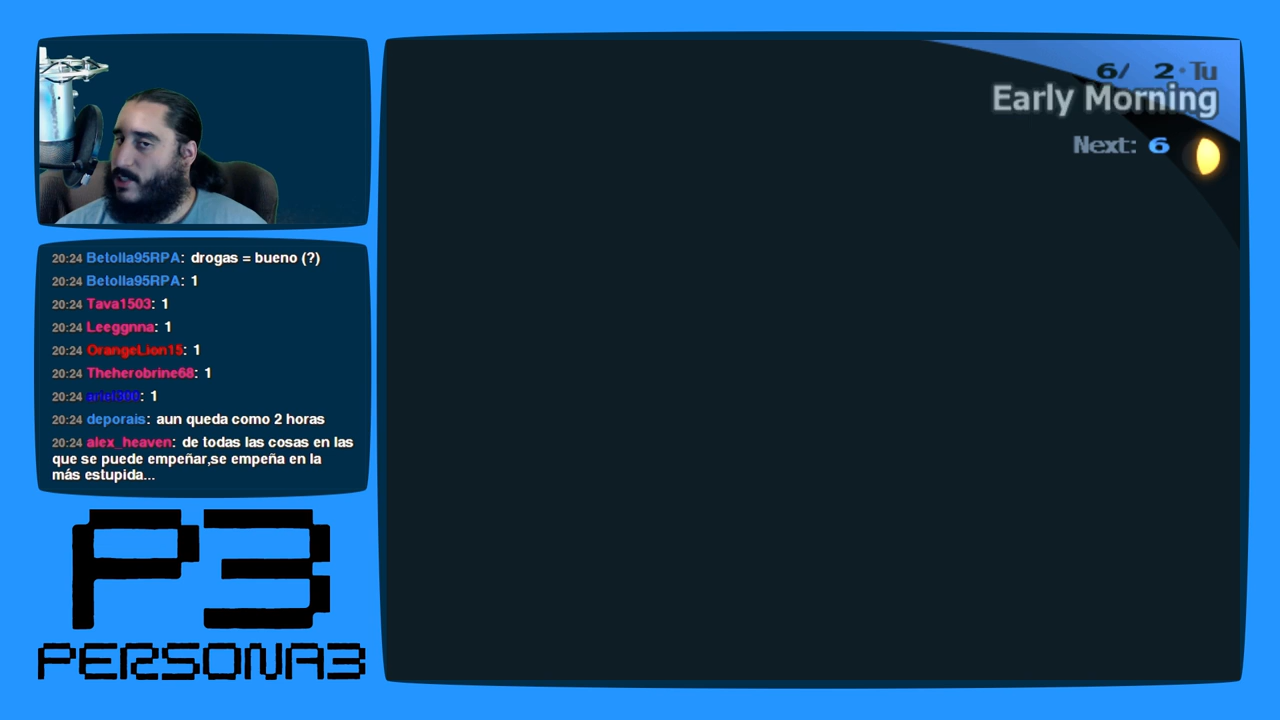 6/ 2·Tu
Early Morning
Next: 6
20:24 Betolla95RPA: drogas = bueno (?)
20:24 Betolla95RPA: 1
20:24 Tava1503: 1
20:24 Leeggnna: 1
20:24 OrangeLion15: 1
20:24 Theherobrine68: 1
20:24 : 1
20:24 deporais: aun queda como 2 horas
20:24 alex_heaven: de todas las cosas en las
que se puede empeñar,se empeña en la
más estupida...
P3
PERSONA3